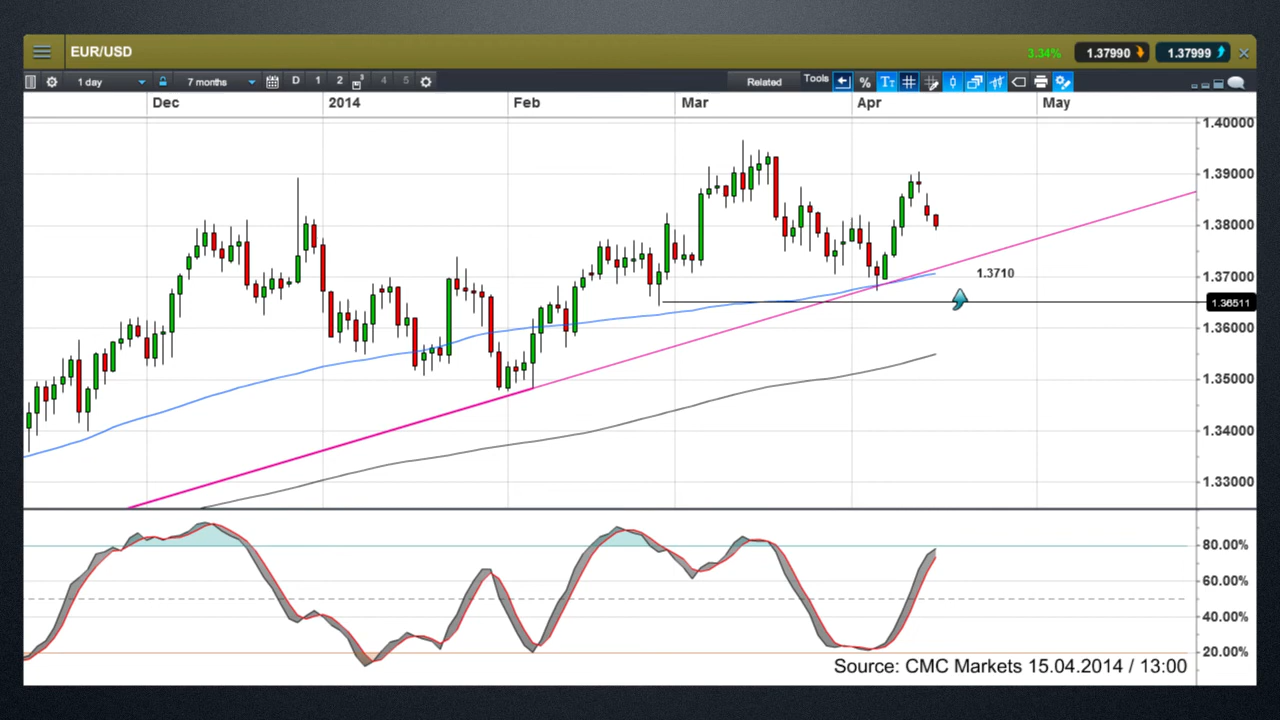 EUR/USD
3.34%
1.37990
1.37999
1 day
7 months
D
1
2
3
4
5
Related
Tools
%
Tт
Dec
2014
Feb
Mar
Apr
May
1.40000
1.39000
1.38000
1.37000
1.3710
1.36511
1.36000
1.35000
1.34000
1.33000
80.00%
60.00%
40.00%
20.00%
Source: CMC Markets 15.04.2014 / 13:00